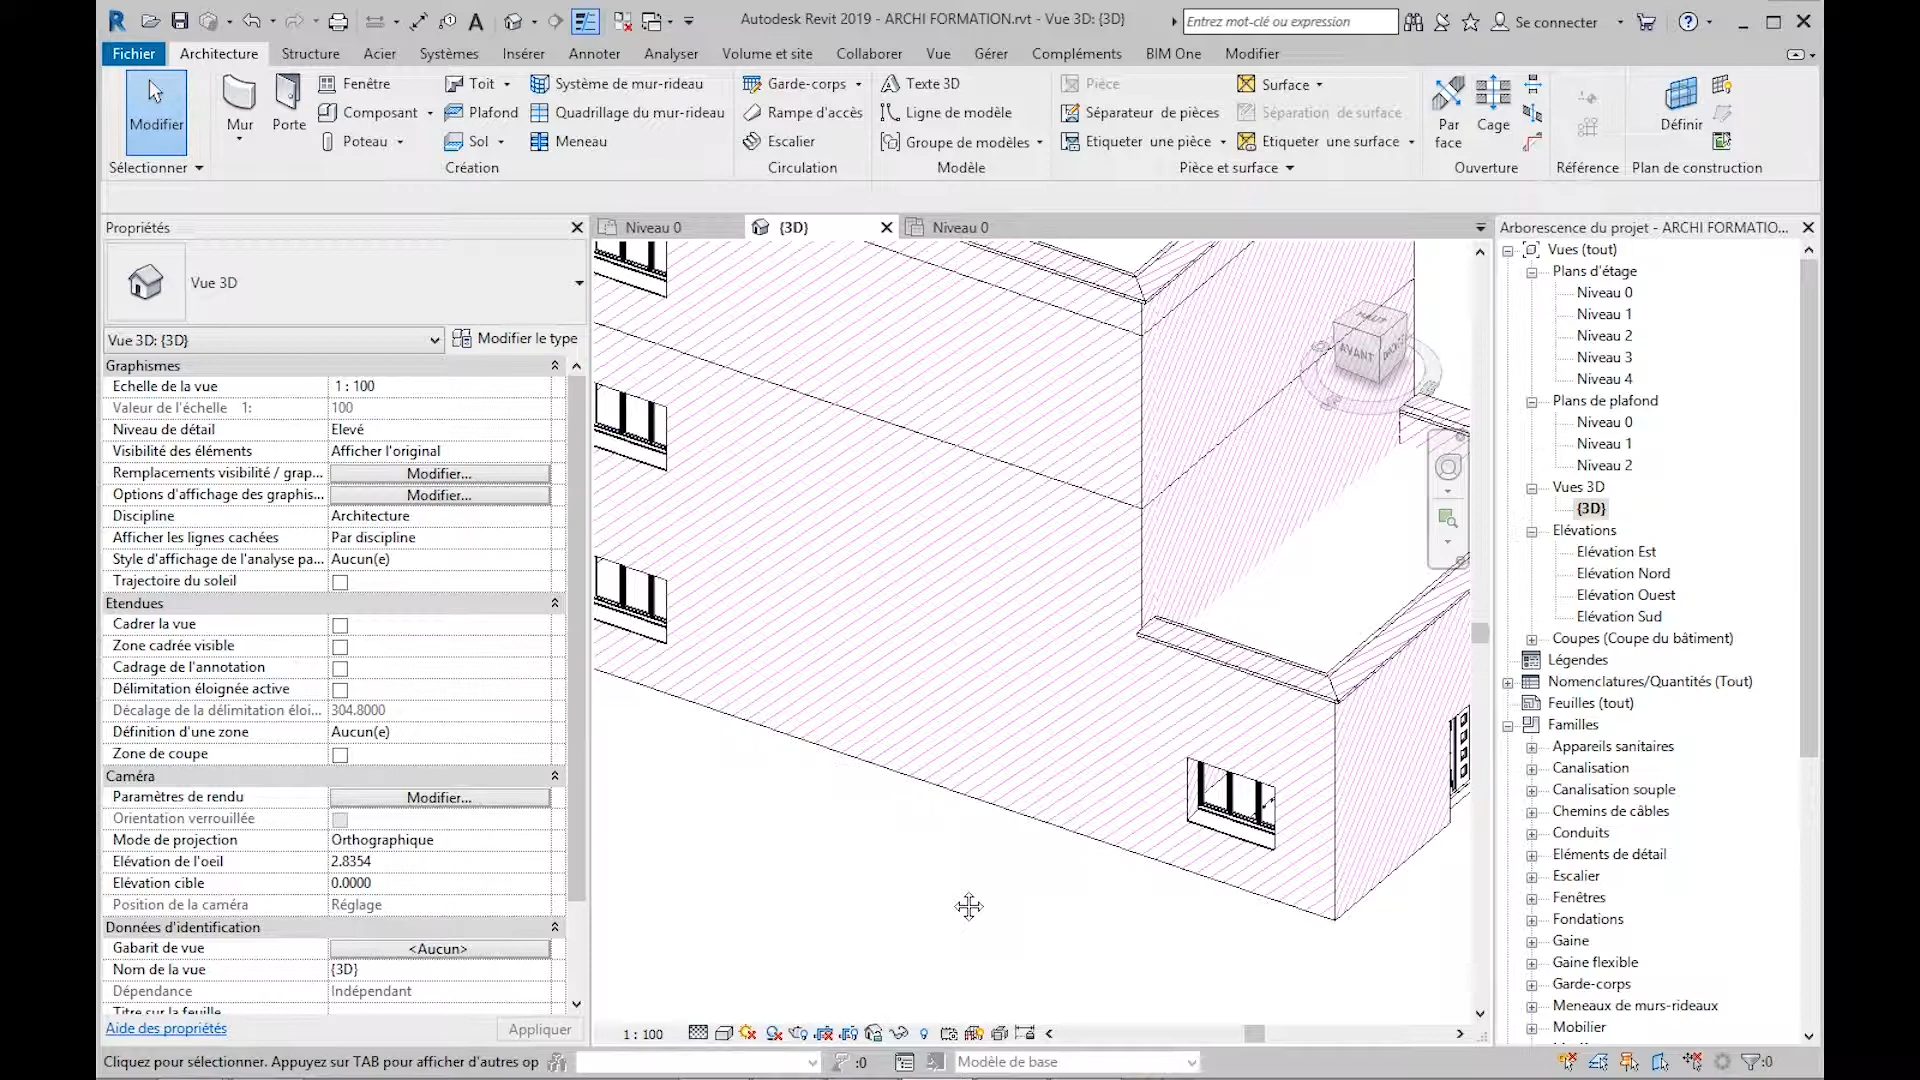 Autodesk Revit 2019 - ARCHI FORMATION.rvt - Vue 3D: {3D}
Entrez mot-clé ou expression
Se connecter
Fichier Architecture Structure Acier Systèmes Insérer Annoter Analyser Volume et site Collaborer Vue Gérer Compléments BIM One Modifier
Modifier
Mur
Porte
Fenêtre
Composant
Poteau
Toit
Plafond
Sol
Système de mur-rideau
Quadrillage du mur-rideau
Meneau
Garde-corps
Rampe d'accès
Escalier
Texte 3D
Ligne de modèle
Groupe de modèles
Pièce
Séparateur de pièces
Etiqueter une pièce
Surface
Séparation de surface
Etiqueter une surface
Par face
Cage
Définir
Sélectionner
Création
Circulation
Modèle
Pièce et surface
Ouverture
Référence
Plan de construction
Propriétés
Vue 3D
Vue 3D: {3D}
Modifier le type
Graphismes
Echelle de la vue 1 : 100
Valeur de l'échelle 1: 100
Niveau de détail Elevé
Visibilité des éléments Afficher l'original
Remplacements visibilité / grap... Modifier...
Options d'affichage des graphis... Modifier...
Discipline Architecture
Afficher les lignes cachées Par discipline
Style d'affichage de l'analyse pa... Aucun(e)
Trajectoire du soleil
Etendues
Cadrer la vue
Zone cadrée visible
Cadrage de l'annotation
Délimitation éloignée active
Décalage de la délimitation éloi... 304.8000
Définition d'une zone Aucun(e)
Zone de coupe
Caméra
Paramètres de rendu Modifier...
Orientation verrouillée
Mode de projection Orthographique
Elévation de l'oeil 2.8354
Elévation cible 0.0000
Position de la caméra Réglage
Données d'identification
Gabarit de vue <Aucun>
Nom de la vue {3D}
Dépendance Indépendant
Titre sur la feuille
Aide des propriétés
Appliquer
Niveau 0
{3D}
Niveau 0
HAUT
AVANT
1 : 100
Arborescence du projet - ARCHI FORMATIO...
Vues (tout)
Plans d'étage
Niveau 0
Niveau 1
Niveau 2
Niveau 3
Niveau 4
Plans de plafond
Niveau 0
Niveau 1
Niveau 2
Vues 3D
{3D}
Elévations
Elévation Est
Elévation Nord
Elévation Ouest
Elévation Sud
Coupes (Coupe du bâtiment)
Légendes
Nomenclatures/Quantités (Tout)
Feuilles (tout)
Familles
Appareils sanitaires
Canalisation
Canalisation souple
Chemins de câbles
Conduits
Eléments de détail
Escalier
Fenêtres
Fondations
Gaine
Gaine flexible
Garde-corps
Meneaux de murs-rideaux
Mobilier
Cliquez pour sélectionner. Appuyez sur TAB pour afficher d'autres op
:0
Modèle de base
:0